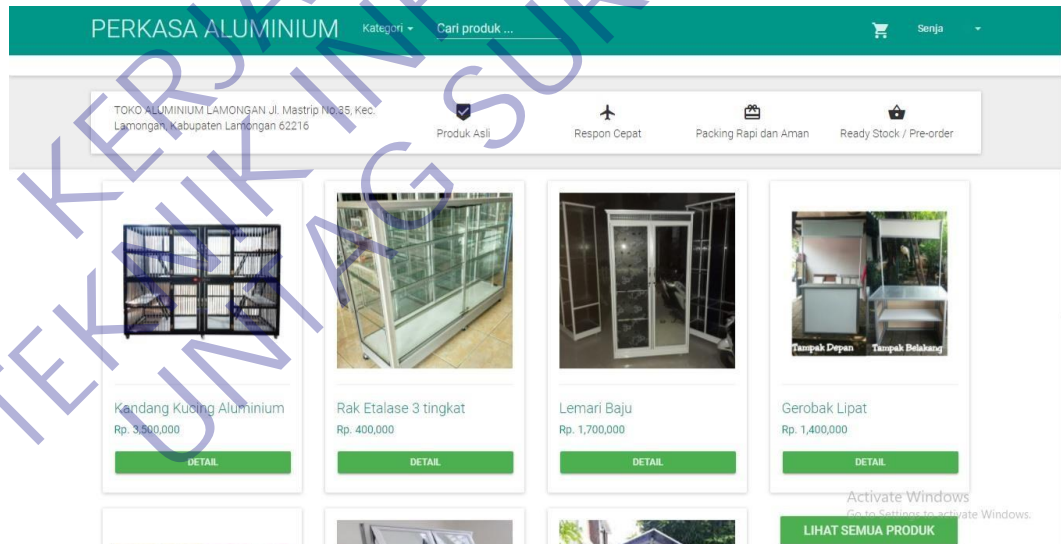 PERKASA ALUMINIUM Kategori Cari produk ... Senja
TOKO ALUMINIUM LAMONGAN Jl. Mastrip No.35, Kec.
Lamongan, Kabupaten Lamongan 62216
Produk Asli
Respon Cepat
Packing Rapi dan Aman
Ready Stock / Pre-order
Tampak Depan
Tampak Belakang
Kandang Kucing Aluminium
Rp. 3,500,000
DETAIL
Rak Etalase 3 tingkat
Rp. 400,000
DETAIL
Lemari Baju
Rp. 1,700,000
DETAIL
Gerobak Lipat
Rp. 1,400,000
DETAIL
Activate Windows
Go to Settings to activate Windows.
LIHAT SEMUA PRODUK
TEKNIK
UNTAG